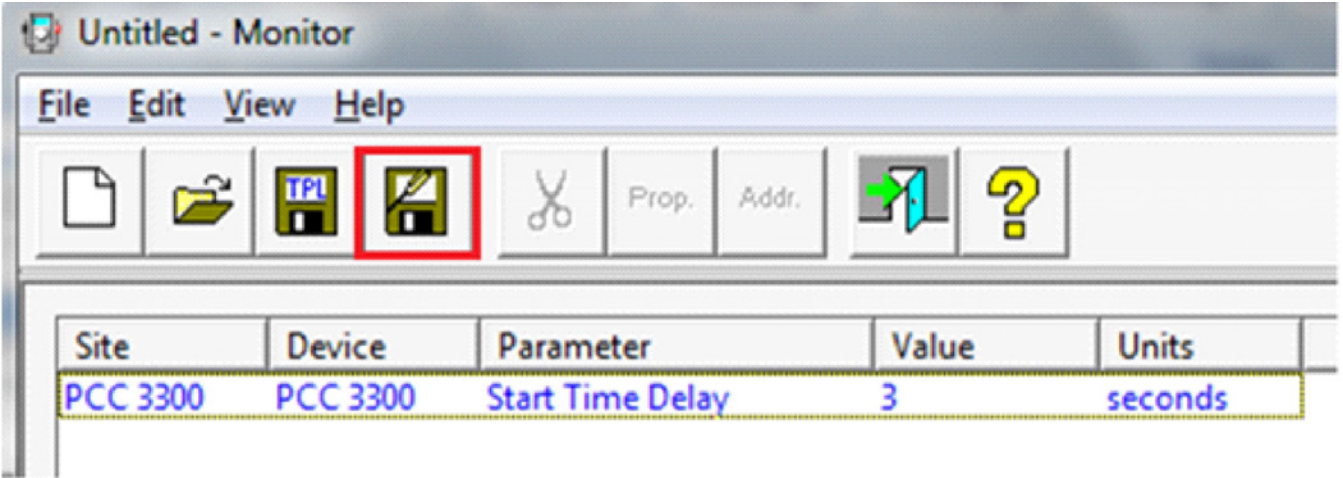 Untitled - Monitor
File Edit View Help
TPL Prop. Addr. ?
Site Device Parameter Value Units
PCC 3300 PCC 3300 Start Time Delay 3 seconds